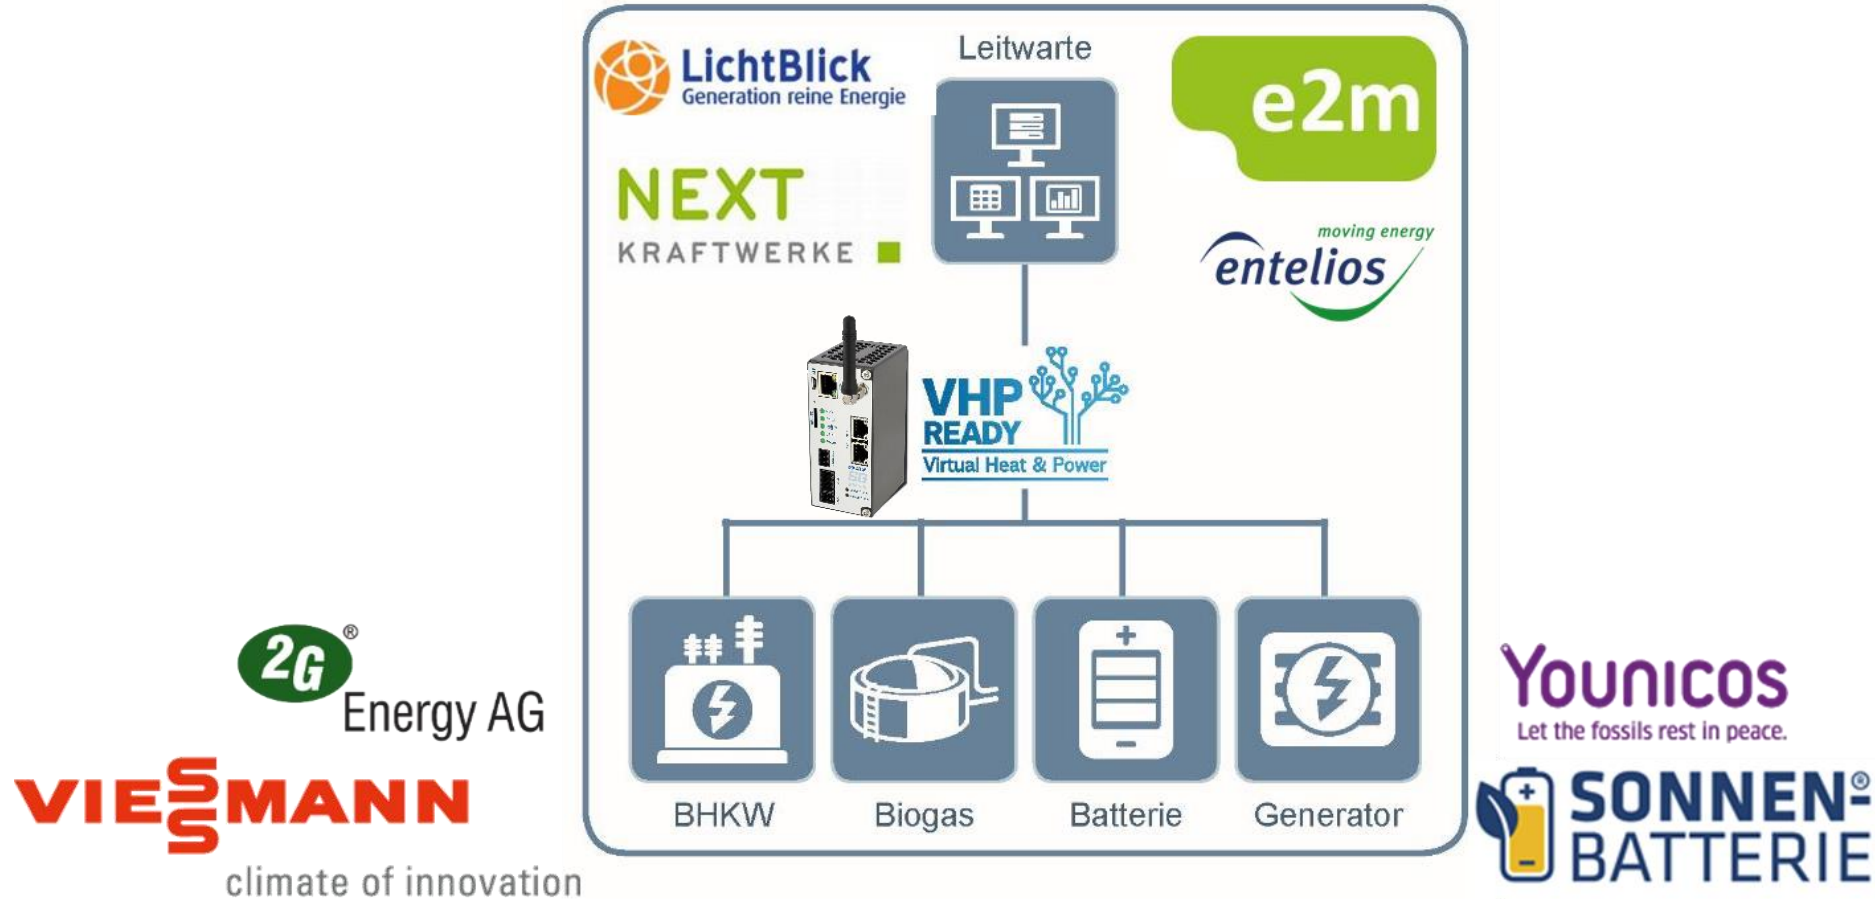 LichtBlick
Generation reine Energie
Leitwarte
e2m
NEXT
KRAFTWERKE
moving energy
entelios
VHP
READY
Virtual Heat & Power
BHKW
Biogas
Batterie
Generator
2G®
Energy AG
VIESSMANN
climate of innovation
YOUNICOS
Let the fossils rest in peace.
SONNEN-®
BATTERIE